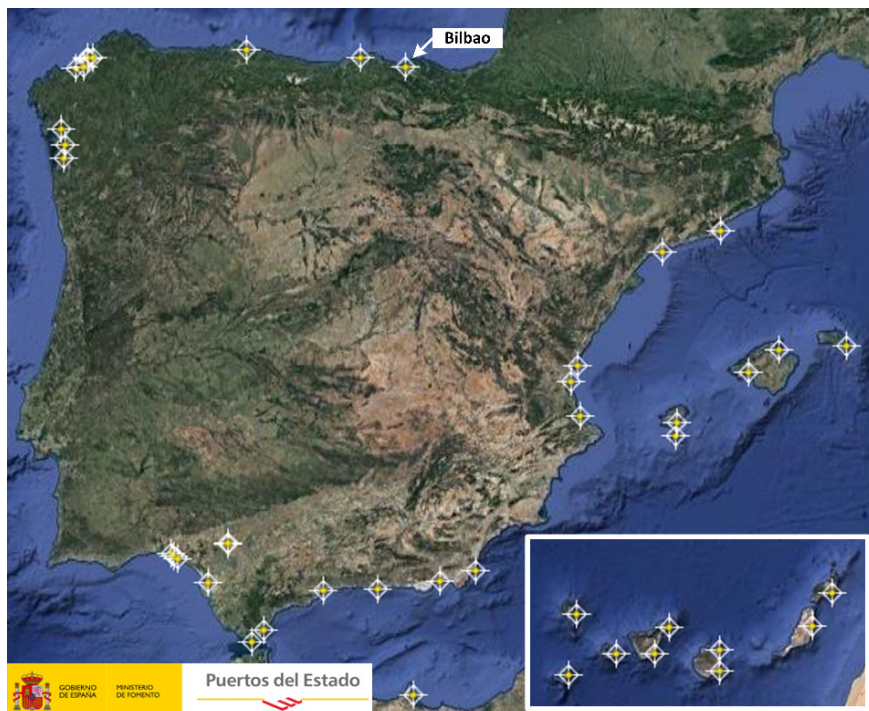 Bilbao
GOBIERNO
DE ESPAÑA
MINISTERIO
DE FOMENTO
Puertos del Estado